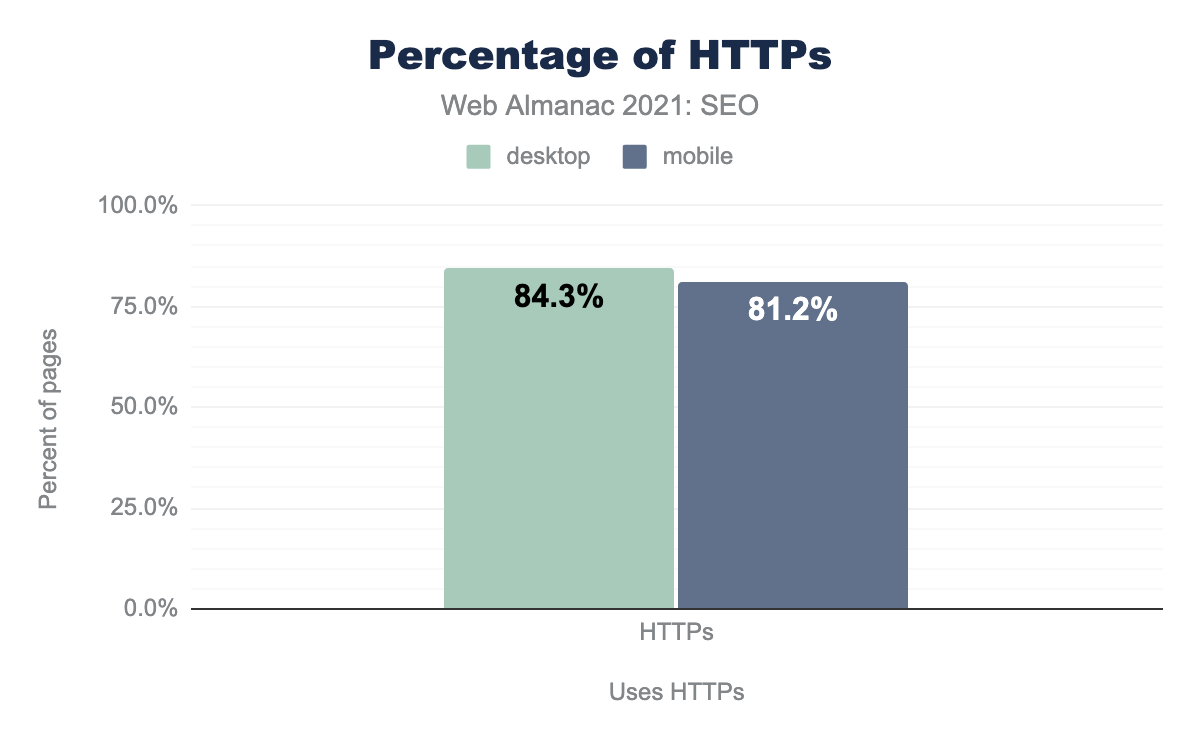 Percentage of HTTPs
Web Almanac 2021: SEO
desktop mobile
100.0%
75.0%
50.0%
25.0%
0.0%
Percent of pages
84.3%
81.2%
HTTPs
Uses HTTPs